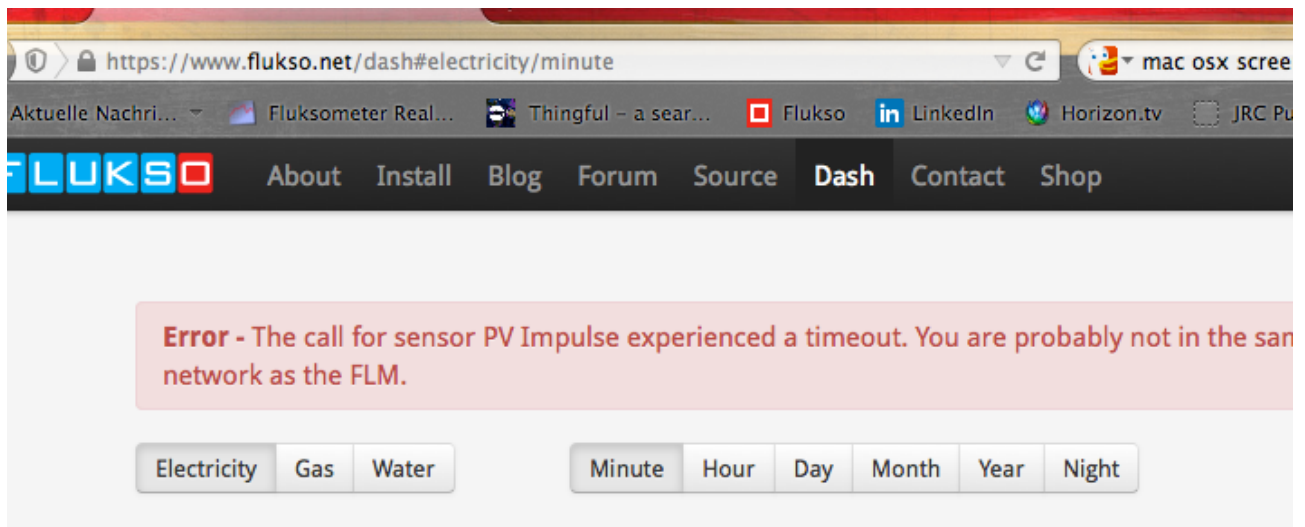 https://www.flukso.net/dash#electricity/minute mac osx scree
Aktuelle Nachri... Fluksometer Real... Thingful – a sear... Flukso in LinkedIn Horizon.tv JRC Pu
FLUKSO About Install Blog Forum Source Dash Contact Shop
Error - The call for sensor PV Impulse experienced a timeout. You are probably not in the sam
network as the FLM.
Electricity Gas Water Minute Hour Day Month Year Night